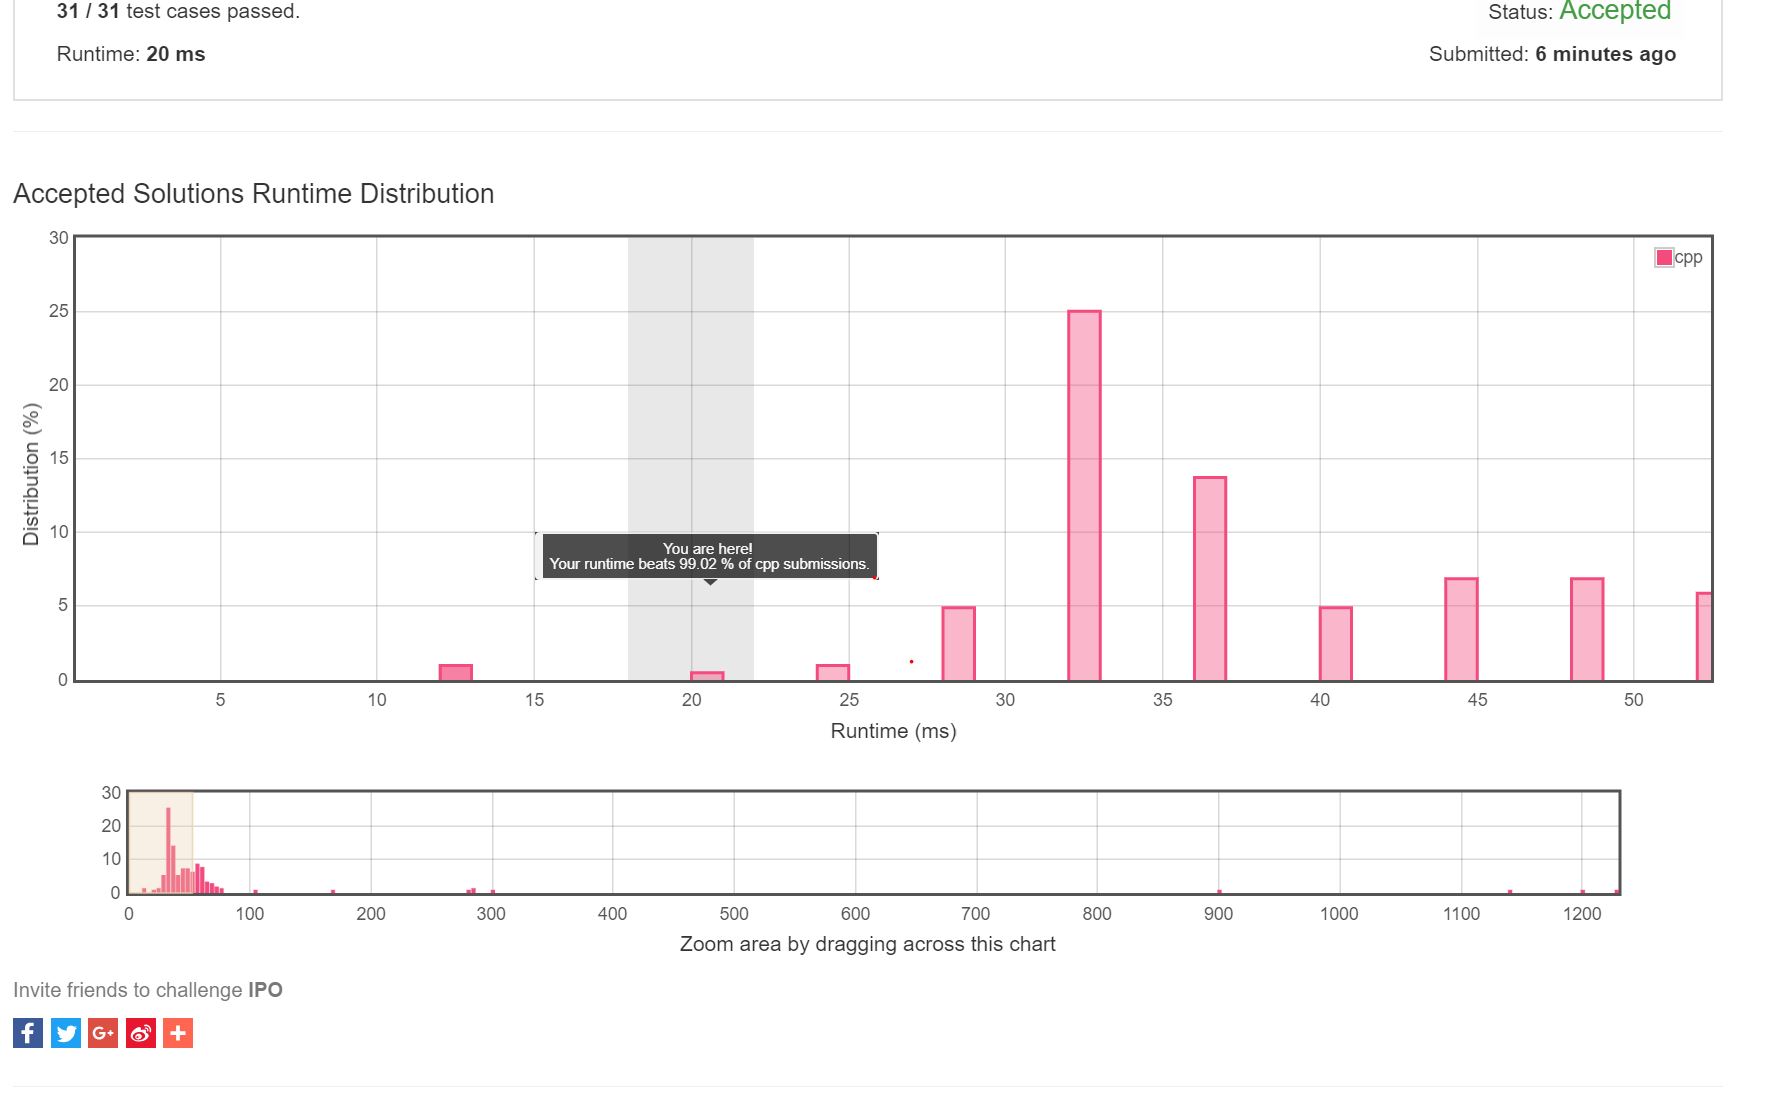 31 / 31 test cases passed.
Status: Accepted
Runtime: 20 ms
Submitted: 6 minutes ago
Accepted Solutions Runtime Distribution
30
25
20
15
10
5
0
Distribution (%)
cpp
You are here!
Your runtime beats 99.02 % of cpp submissions.
5 10 15 20 25 30 35 40 45 50
Runtime (ms)
30
20
10
0
0 100 200 300 400 500 600 700 800 900 1000 1100 1200
Zoom area by dragging across this chart
Invite friends to challenge IPO
f
G+
+